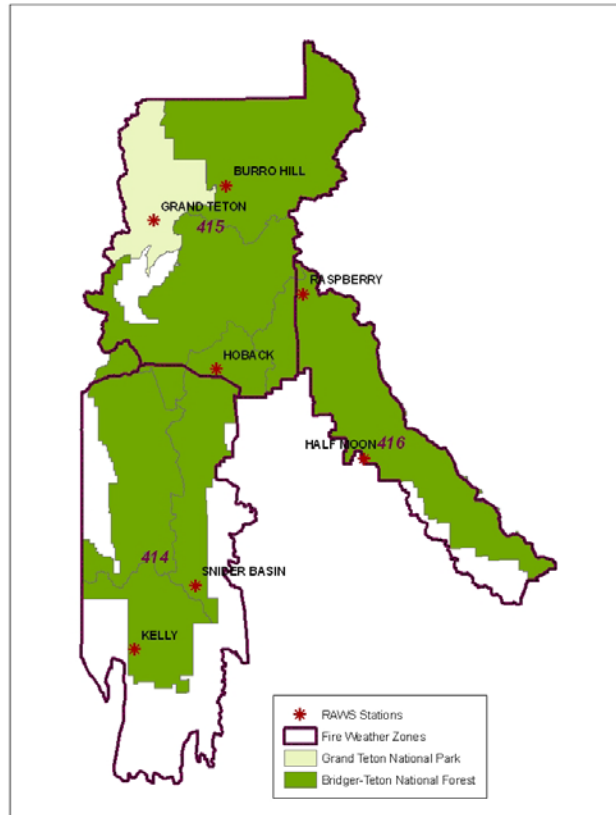 BURRO HILL
GRAND TETON
415
RASPBERRY
HOBACK
HALF MOON
416
414
SNIDER BASIN
KELLY
RAWS Stations
Fire Weather Zones
Grand Teton National Park
Bridger-Teton National Forest